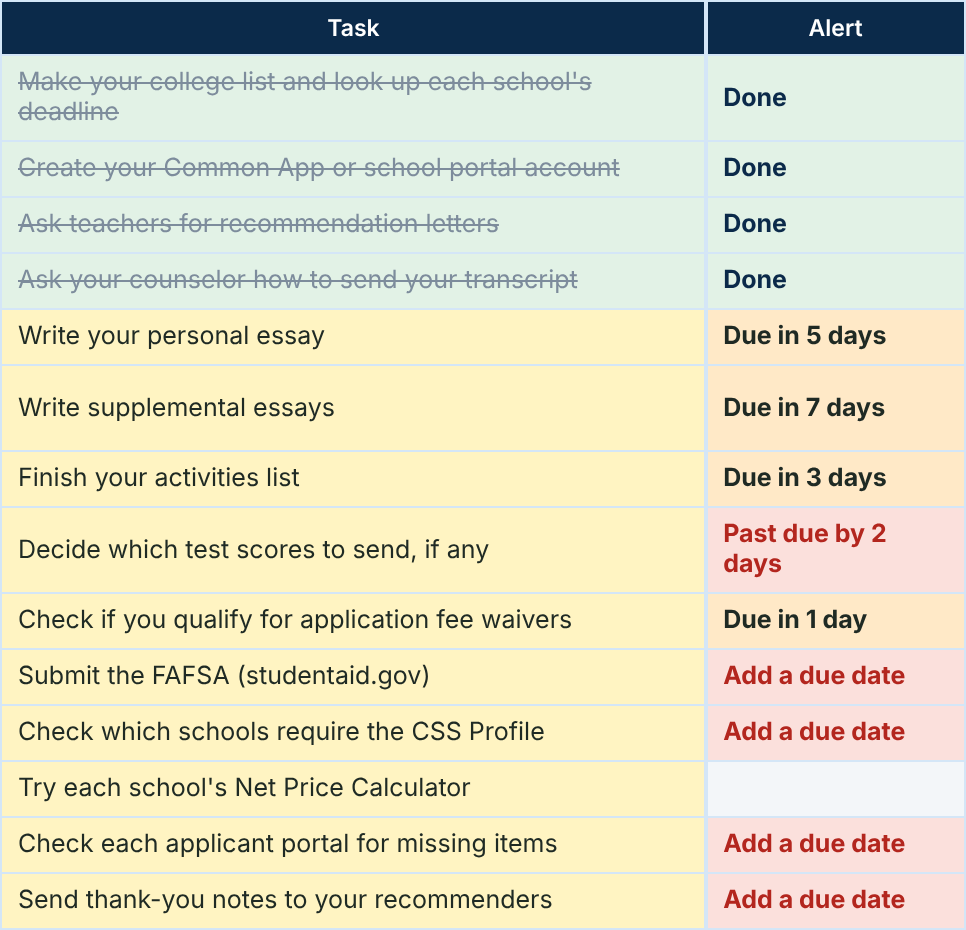 Task
Alert
Make your college list and look up each school's
deadline
Done
Create your Common App or school portal account
Done
Ask teachers for recommendation letters
Done
Ask your counselor how to send your transcript
Done
Write your personal essay
Due in 5 days
Write supplemental essays
Due in 7 days
Finish your activities list
Due in 3 days
Decide which test scores to send, if any
Past due by 2
days
Check if you qualify for application fee waivers
Due in 1 day
Submit the FAFSA (studentaid.gov)
Add a due date
Check which schools require the CSS Profile
Add a due date
Try each school's Net Price Calculator
Check each applicant portal for missing items
Add a due date
Send thank-you notes to your recommenders
Add a due date